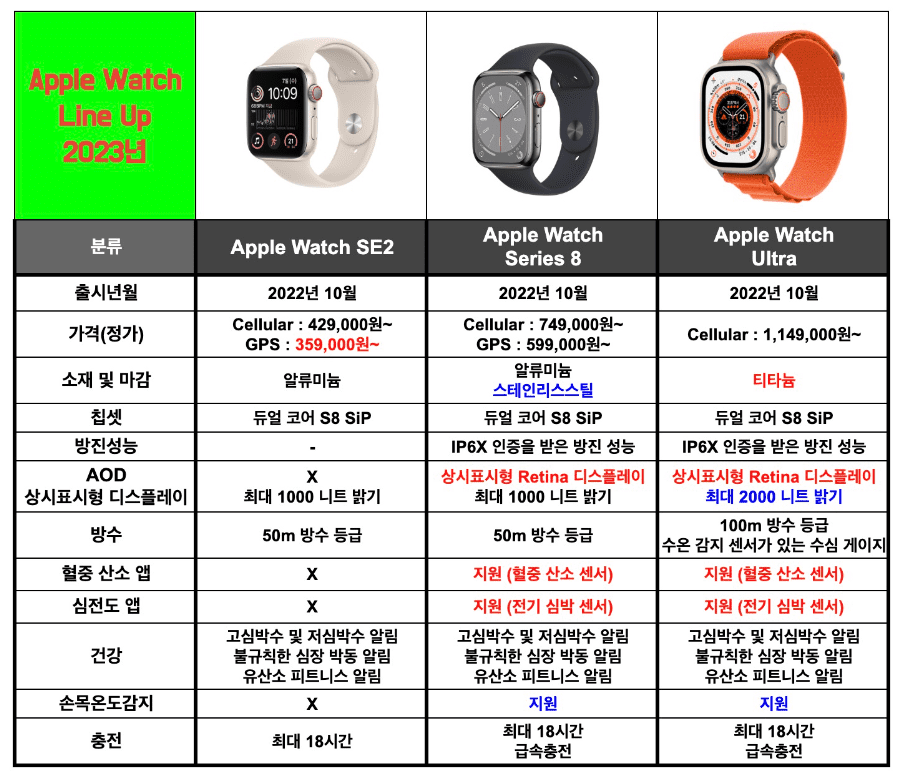 Apple Watch
Line Up
2023년
10:09
분류
Apple Watch SE2
Apple Watch
Series 8
Apple Watch
Ultra
출시년월
2022년 10월
2022년 10월
2022년 10월
가격(정가)
Cellular : 429,000원~
GPS : 359,000원~
Cellular : 749,000원~
GPS : 599,000원~
Cellular : 1,149,000원~
소재 및 마감
알류미늄
알류미늄
스테인리스스틸
티타늄
칩셋
듀얼 코어 S8 SiP
듀얼 코어 S8 SiP
듀얼 코어 S8 SiP
방진성능
-
IP6X 인증을 받은 방진 성능
IP6X 인증을 받은 방진 성능
AOD
상시표시형 디스플레이
X
최대 1000 니트 밝기
상시표시형 Retina 디스플레이
최대 1000 니트 밝기
상시표시형 Retina 디스플레이
최대 2000 니트 밝기
방수
50m 방수 등급
50m 방수 등급
100m 방수 등급
수온 감지 센서가 있는 수심 게이지
혈중 산소 앱
X
지원 (혈중 산소 센서)
지원 (혈중 산소 센서)
심전도 앱
X
지원 (전기 심박 센서)
지원 (전기 심박 센서)
건강
고심박수 및 저심박수 알림
불규칙한 심장 박동 알림
유산소 피트니스 알림
고심박수 및 저심박수 알림
불규칙한 심장 박동 알림
유산소 피트니스 알림
고심박수 및 저심박수 알림
불규칙한 심장 박동 알림
유산소 피트니스 알림
손목온도감지
X
지원
지원
충전
최대 18시간
최대 18시간
급속충전
최대 18시간
급속충전